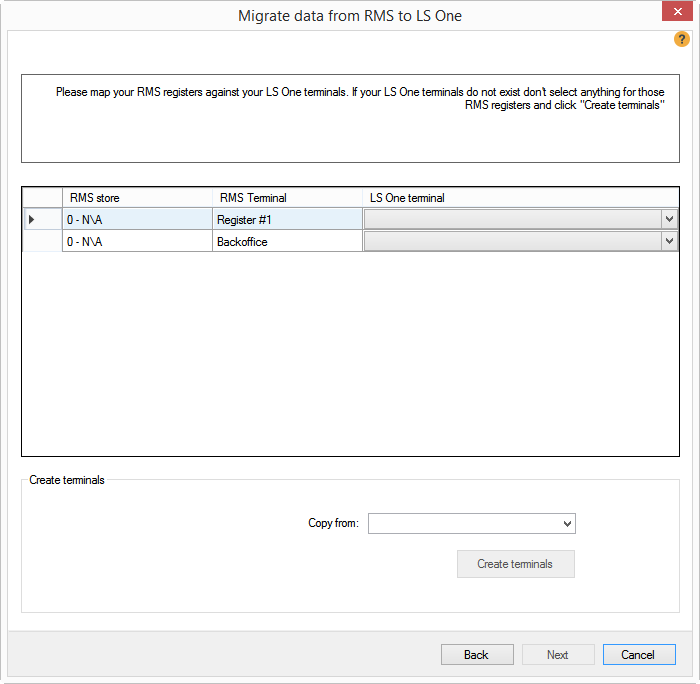 Migrate data from RMS to LS One
?
Please map your RMS registers against your LS One terminals. If your LS One terminals do not exist don't select anything for those
RMS registers and click "Create terminals"
RMS store RMS Terminal LS One terminal
0 - N\A Register #1
0 - N\A Backoffice
Create terminals
Copy from:
Create terminals
Back Next Cancel